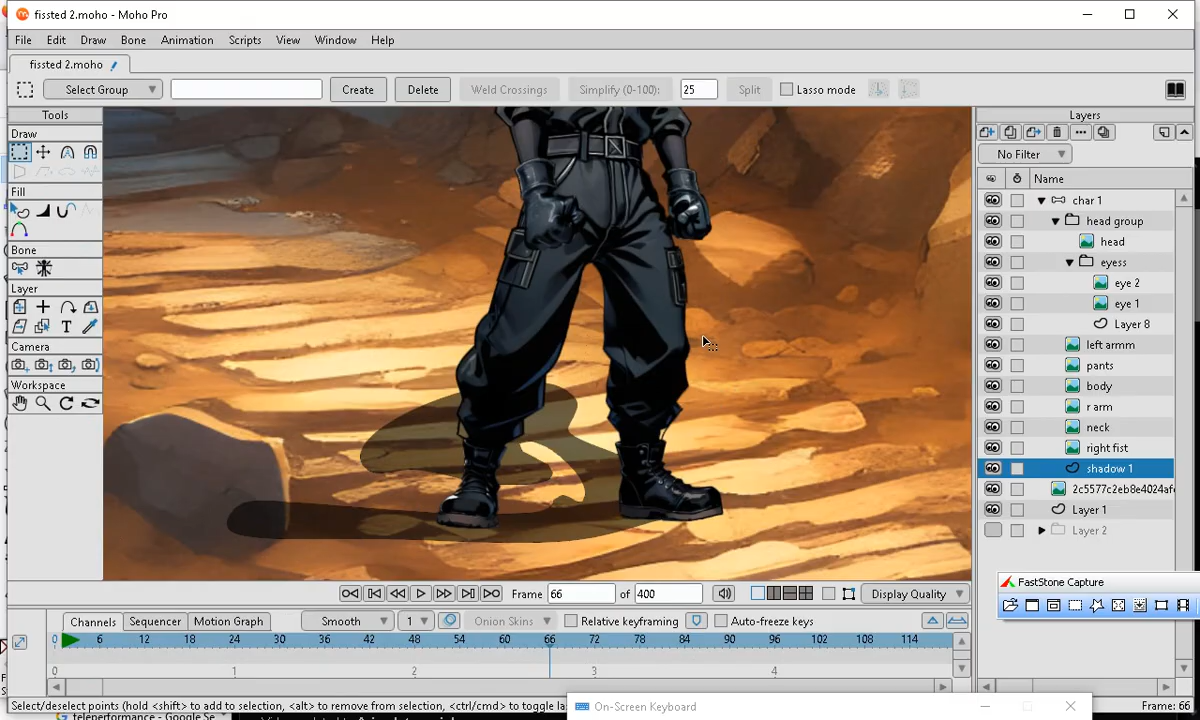 fissted 2.moho - Moho Pro
File Edit Draw Bone Animation Scripts View Window Help
fissted 2.moho
Select Group Create Delete Weld Crossings Simplify (0-100): 25 Split Lasso mode
Tools
Draw
Fill
Bone
Layer
Camera
Workspace
Layers
No Filter
Name
char 1
head group
head
eyess
eye 2
eye 1
Layer 8
left armm
pants
body
r arm
neck
right fist
shadow 1
2c5577c2eb8e4024af
Layer 1
Layer 2
FastStone Capture
Frame 66 of 400 Display Quality
Channels Sequencer Motion Graph Smooth 1 Onion Skins Relative keyframing Auto-freeze keys
0 6 12 18 24 30 36 42 48 54 60 66 72 78 84 90 96 102 108 114
0 1 2 3 4
Select/deselect points (hold <shift> to add to selection, <alt> to remove from selection, <ctrl/cmd> to toggle la
Frame: 66
On-Screen Keyboard
teleperformance - Google Se